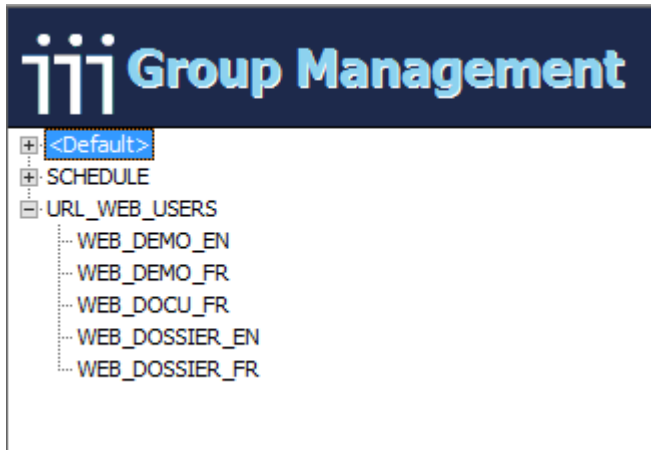 Group Management
<Default>
SCHEDULE
URL_WEB_USERS
WEB_DEMO_EN
WEB_DEMO_FR
WEB_DOCU_FR
WEB_DOSSIER_EN
WEB_DOSSIER_FR